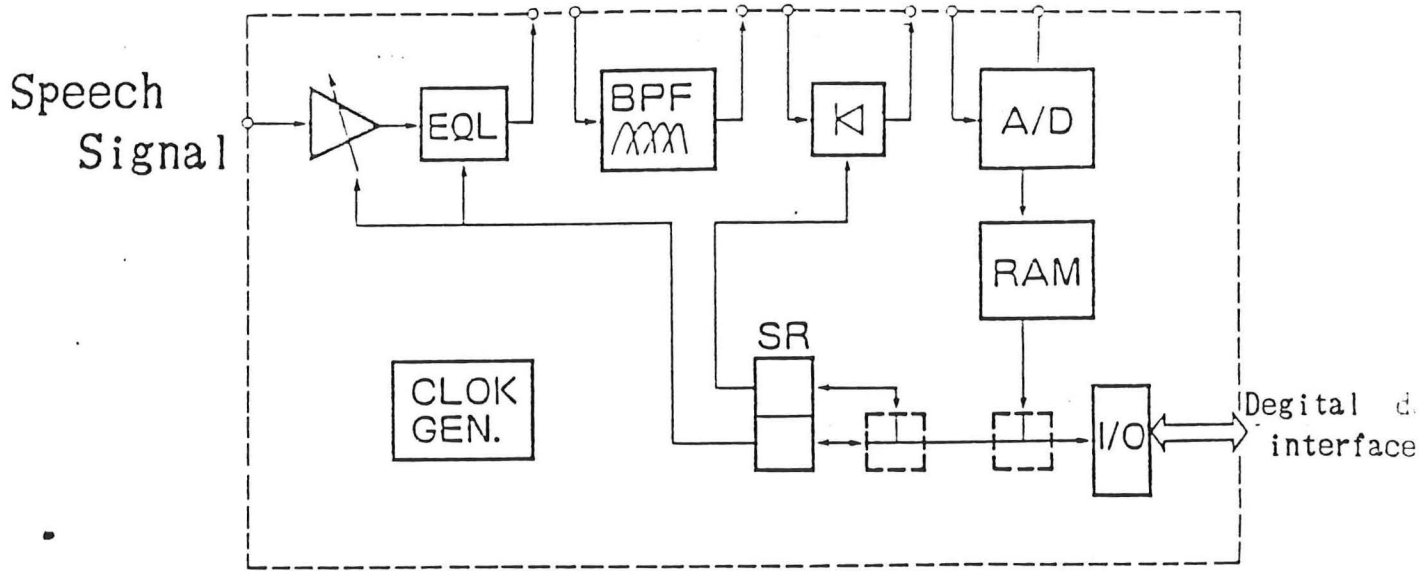 Speech
Signal
EQL
BPF
A/D
RAM
SR
CLOK
GEN.
I/O
Degital
interface